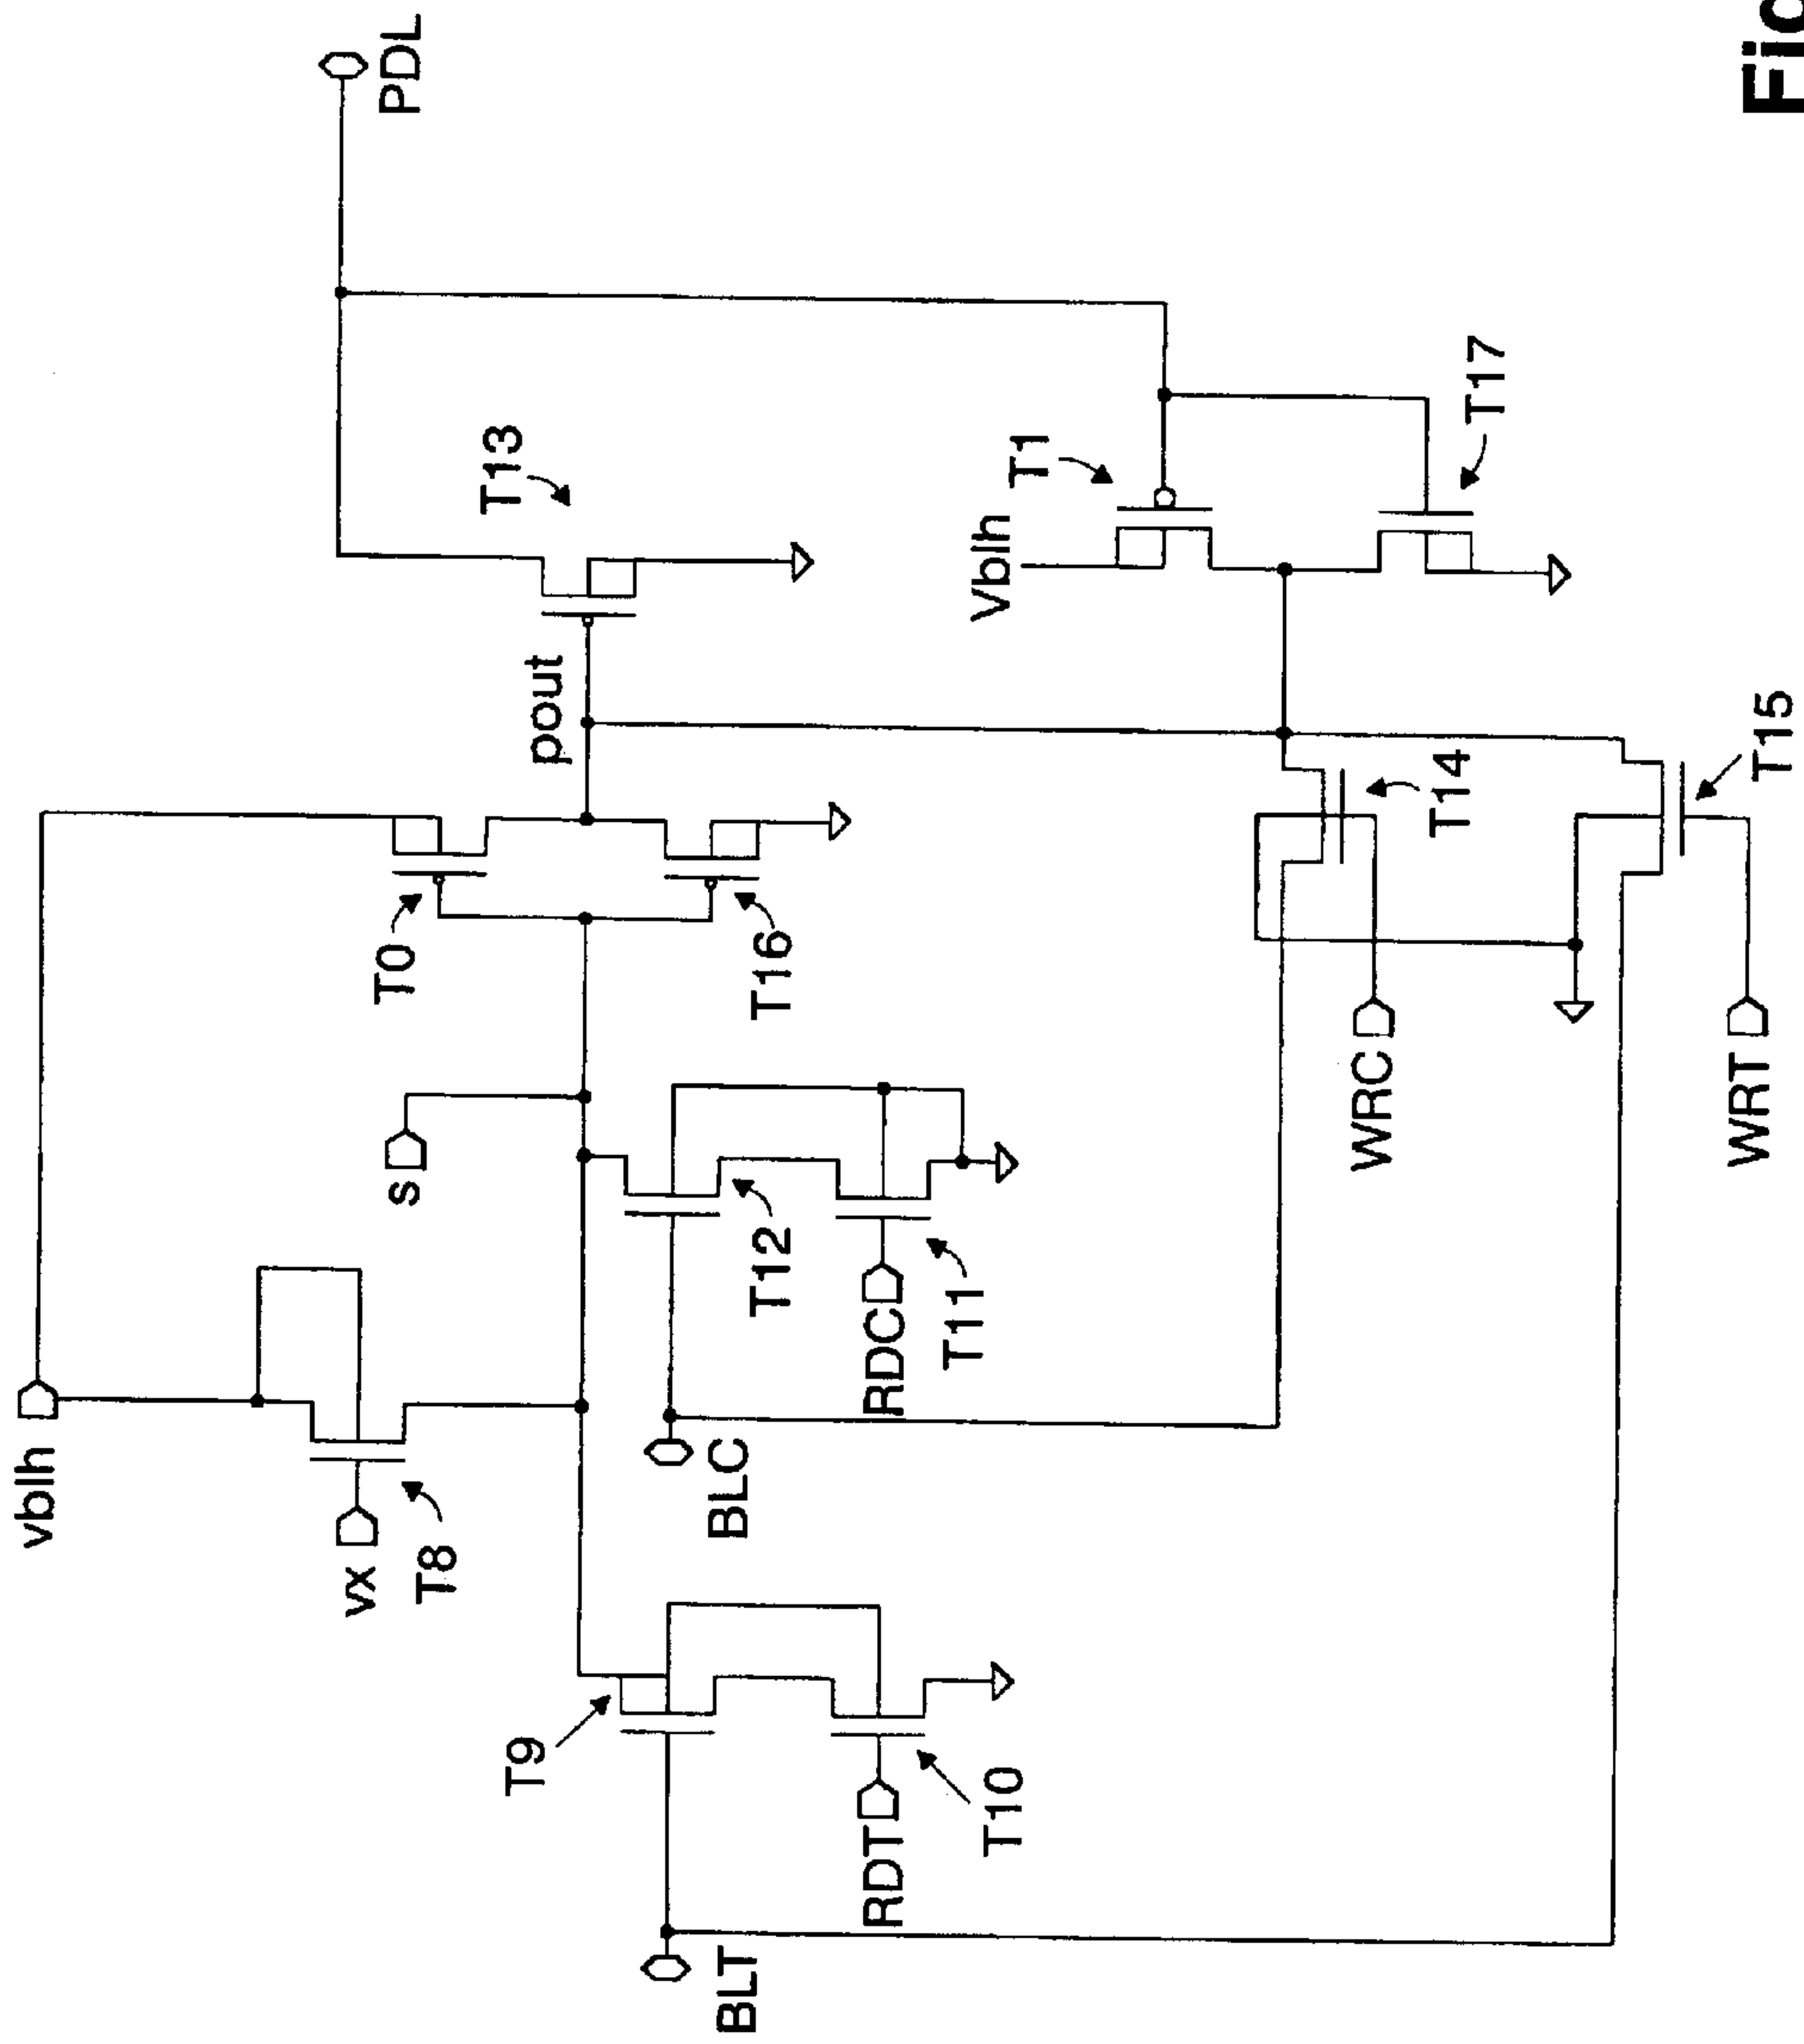 Fig
vblh
PDL
vx
T8
s
T0
pout
T13
T9
BLC
T12
T16
Vblh
T1
BLT
RDT
T10
RDC
T11
WRC
T14
T17
WRT
T15